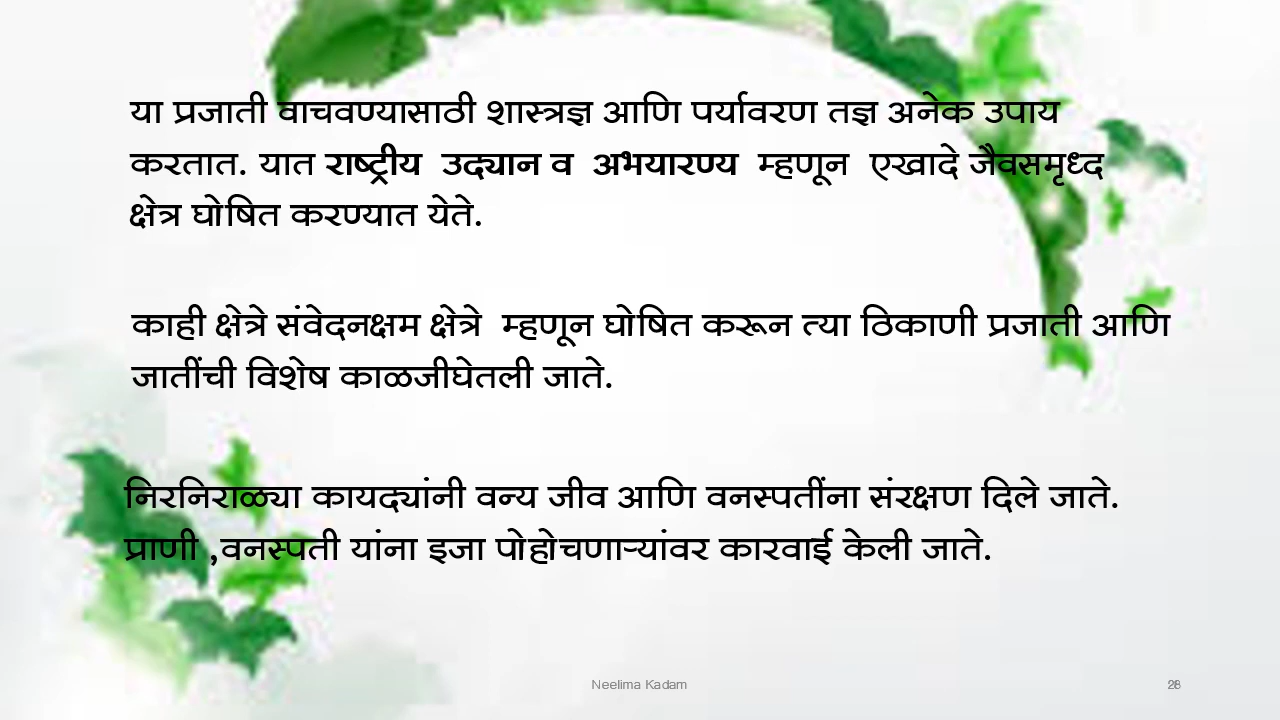 या प्रजाती वाचवण्यासाठी शास्त्रज्ञ आणि पर्यावरण तज्ञ अनेक उपाय
करतात. यात राष्ट्रीय उद्यान व अभयारण्य म्हणून एखादे जैवसमृध्द
क्षेत्र घोषित करण्यात येते.
काही क्षेत्रे संवेदनक्षम क्षेत्रे म्हणून घोषित करून त्या ठिकाणी प्रजाती आणि
जातींची विशेष काळजीघेतली जाते.
निरनिराळ्या कायद्यांनी वन्य जीव आणि वनस्पतींना संरक्षण दिले जाते.
प्राणी ,वनस्पती यांना इजा पोहोचणाऱ्यांवर कारवाई केली जाते.
Neelima Kadam